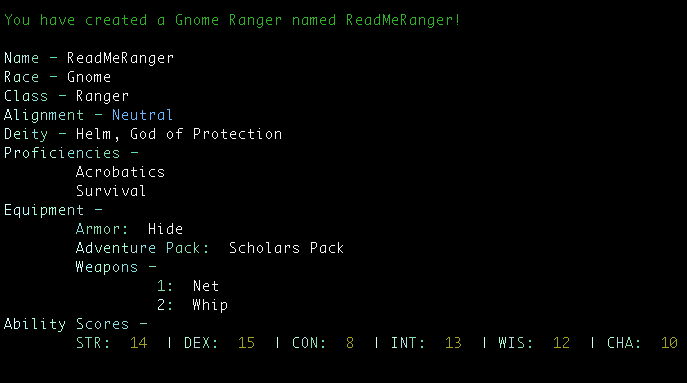 You have created a Gnome Ranger named ReadMeRanger!
Name - ReadMeRanger
Race - Gnome
Class - Ranger
Alignment - Neutral
Deity - Helm, God of Protection
Proficiencies -
Acrobatics
Survival
Equipment -
Armor: Hide
Adventure Pack: Scholars Pack
Weapons -
1: Net
2: Whip
Ability Scores -
STR: 14 | DEX: 15 | CON: 8 | INT: 13 | WIS: 12 | CHA: 10